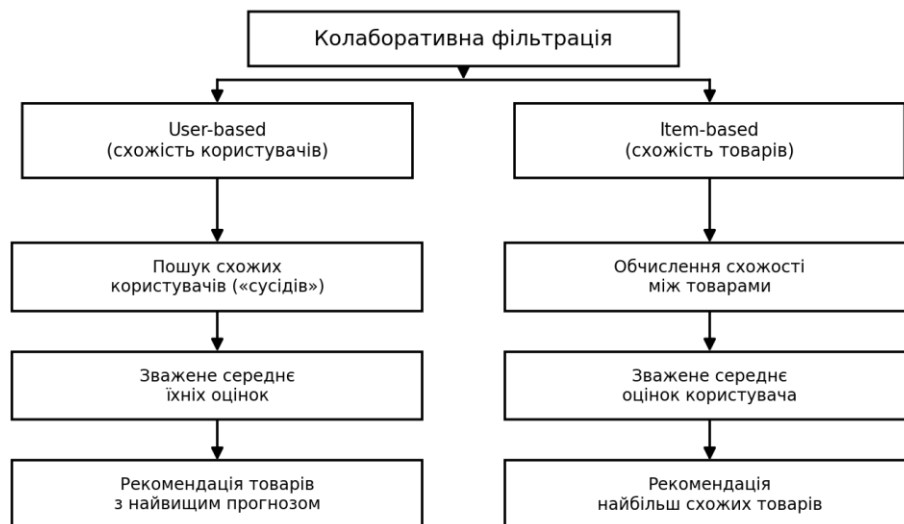 Колаборативна фільтрація
User-based
(схожість користувачів)
Item-based
(схожість товарів)
Пошук схожих
користувачів («сусідів»)
Обчислення схожості
між товарами
Зважене середнє
їхніх оцінок
Зважене середнє
оцінок користувача
Рекомендація товарів
з найвищим прогнозом
Рекомендація
найбільш схожих товарів